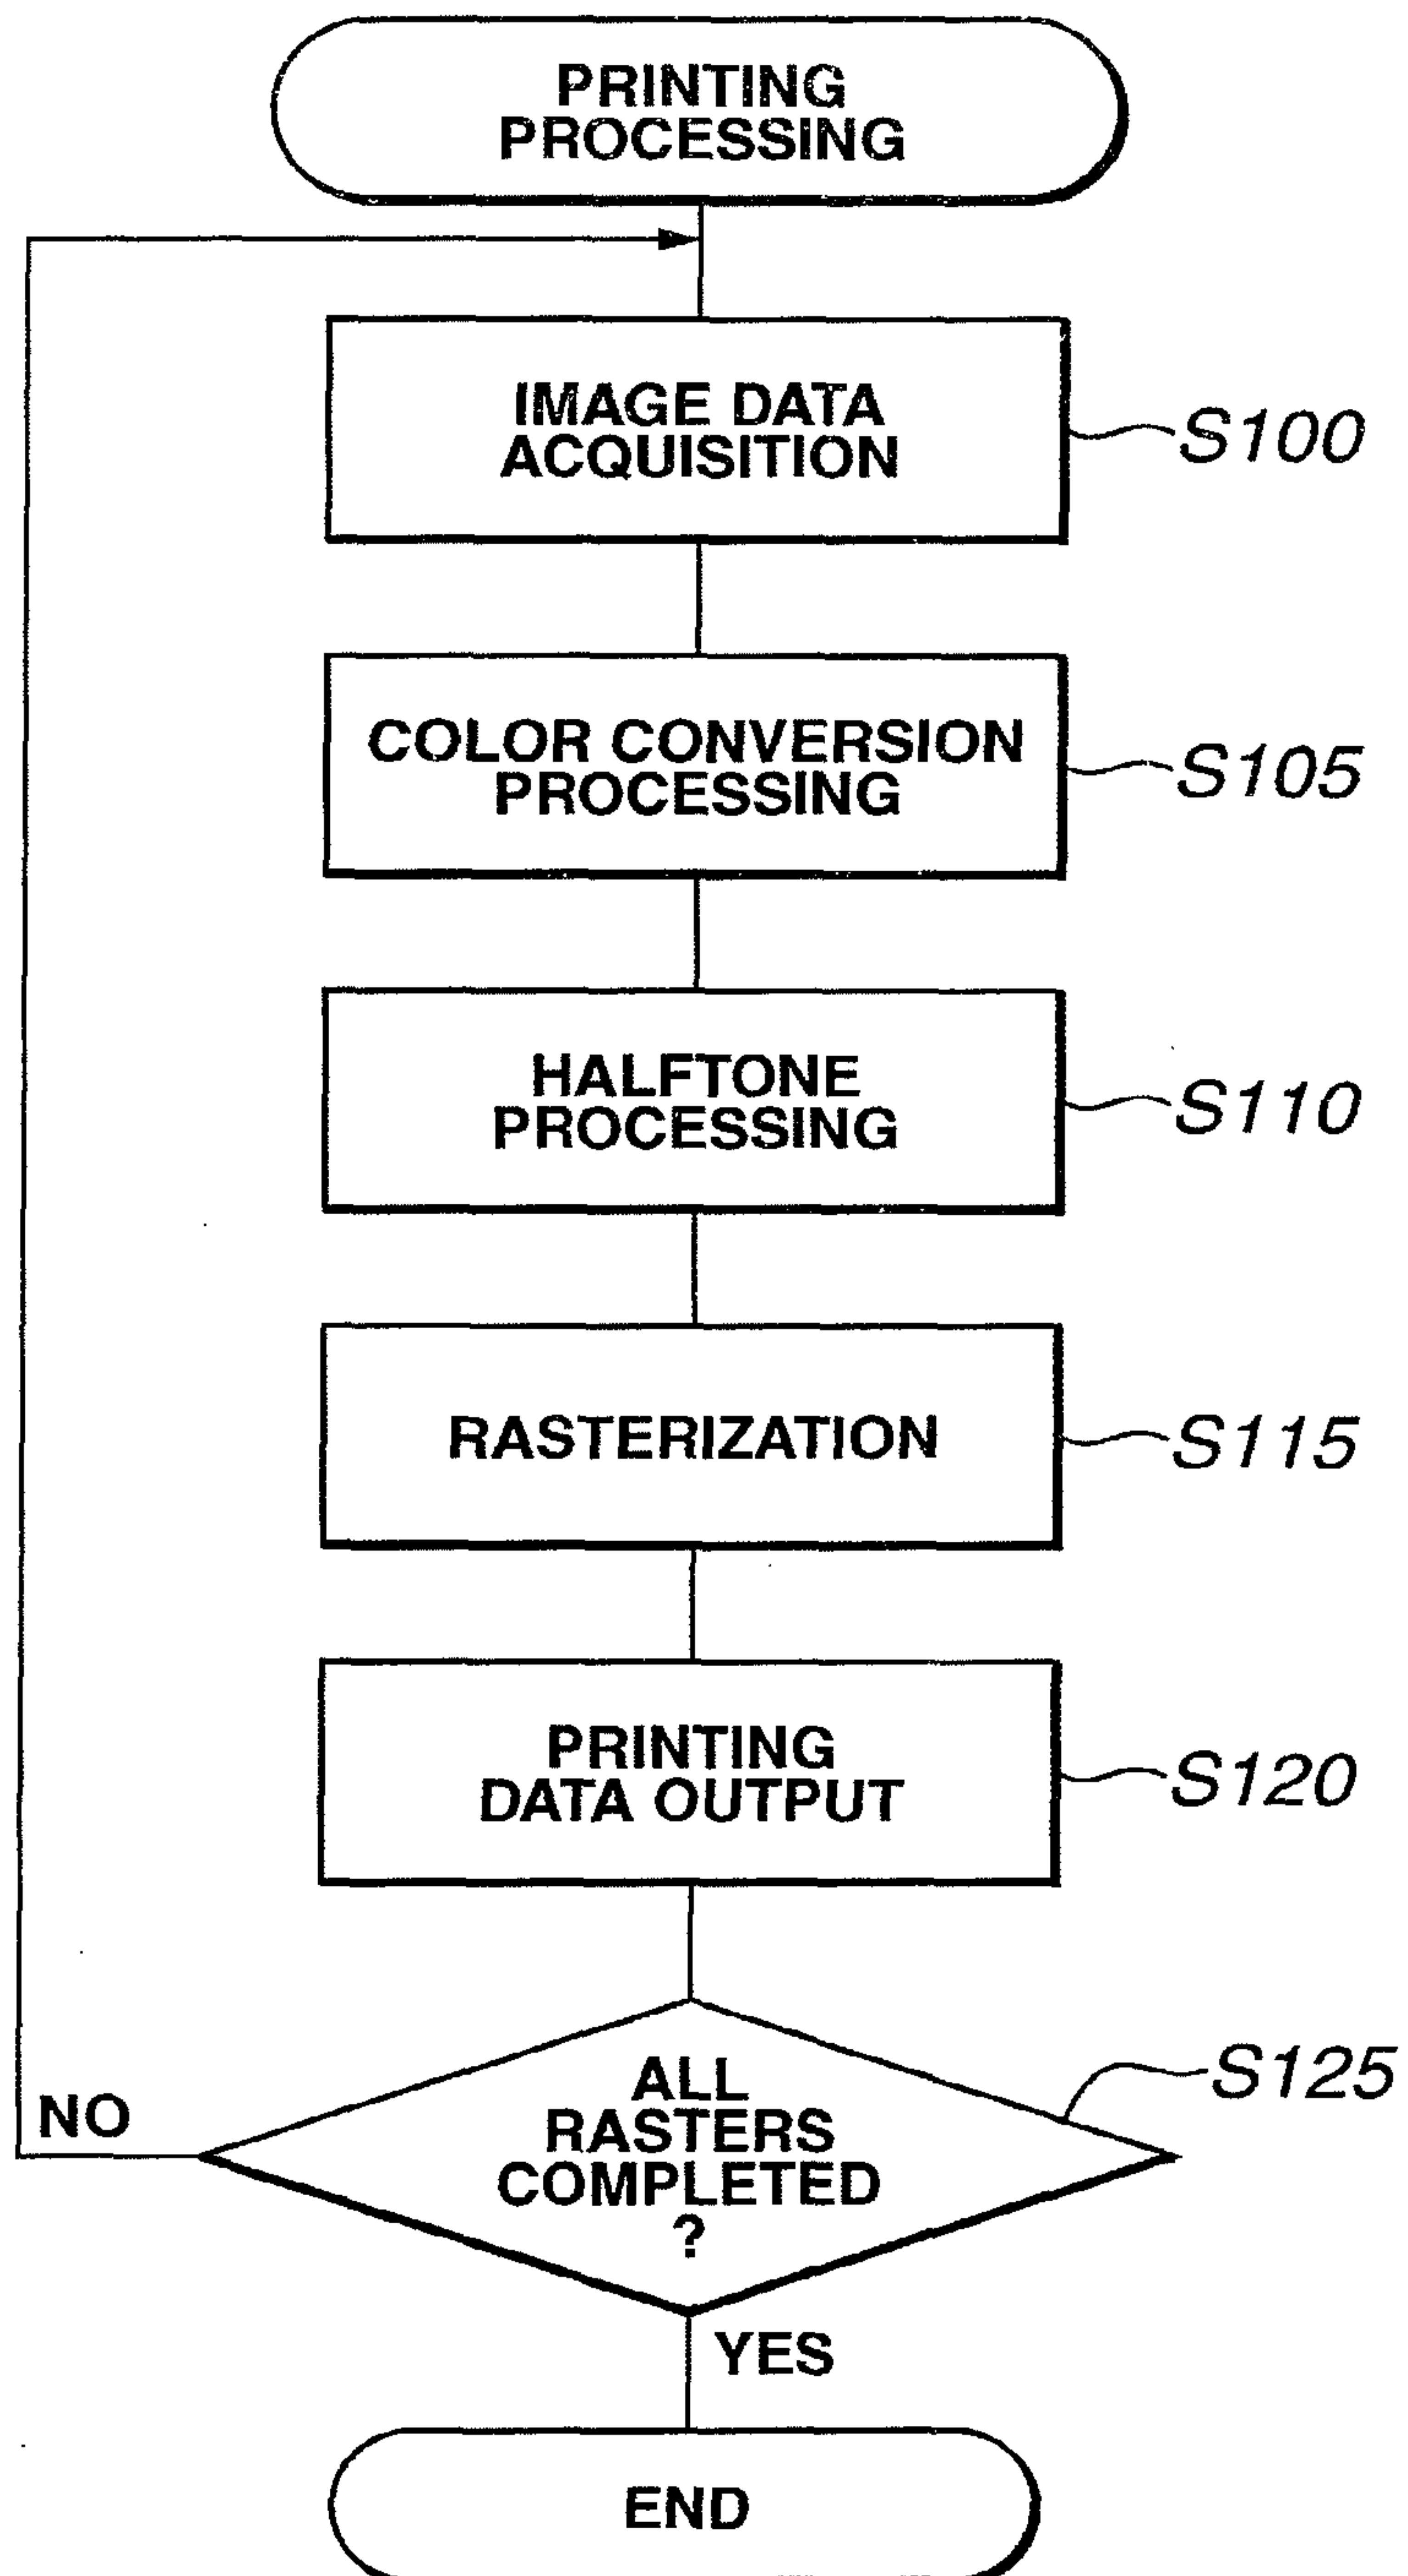 PRINTING
PROCESSING
IMAGE DATA
ACQUISITION
S100
COLOR CONVERSION
PROCESSING
S105
HALFTONE
PROCESSING
S110
RASTERIZATION
S115
PRINTING
DATA OUTPUT
S120
ALL
RASTERS
COMPLETED
?
S125
NO
YES
END